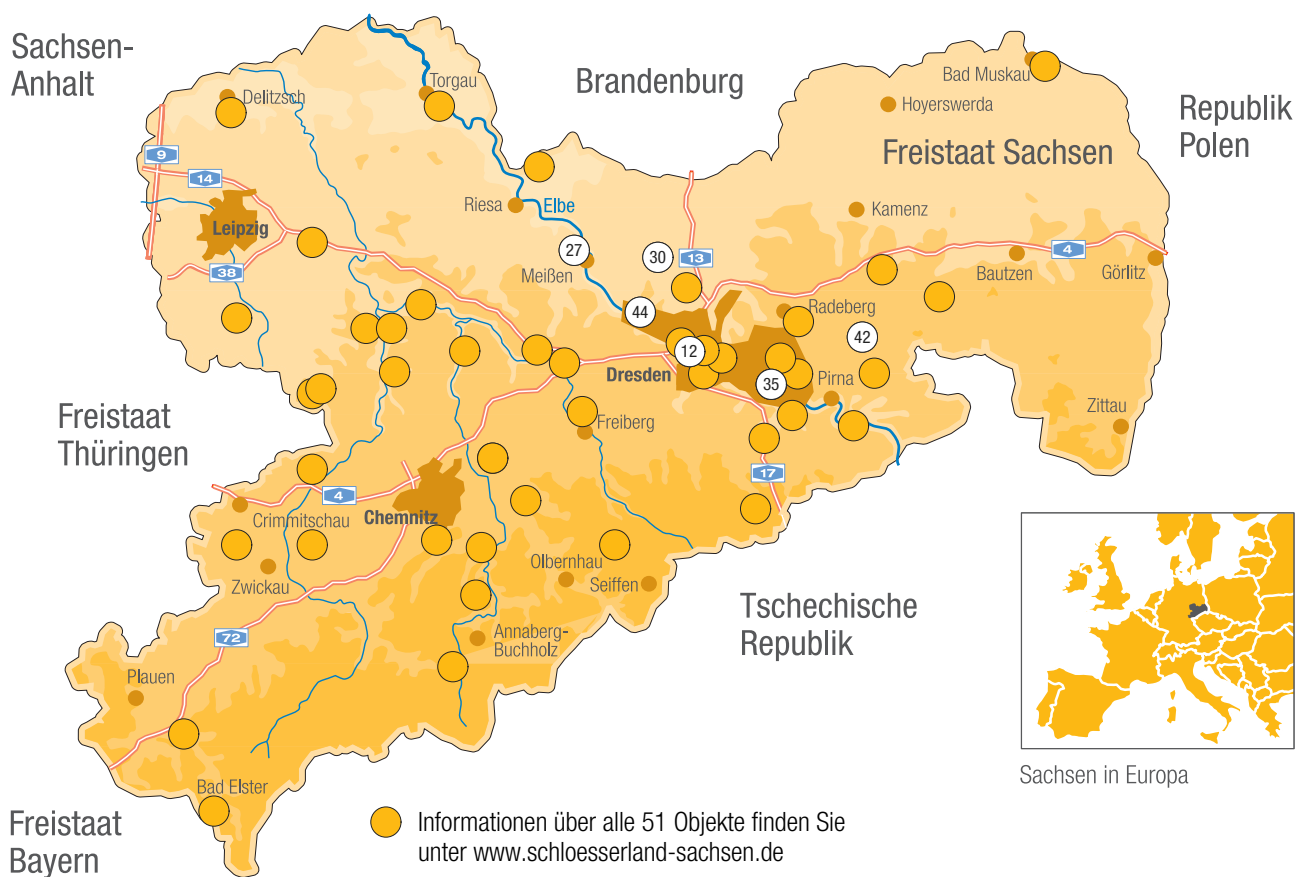 Sachsen-
Anhalt
Brandenburg
Republik
Polen
Freistaat Sachsen
Freistaat
Thüringen
Tschechische
Republik
Freistaat
Bayern
Torgau
Bad Muskau
Delitzsch
Hoyerswerda
9
14
Riesa
Elbe
Kamenz
Leipzig
27
30
13
4
38
Meißen
Bautzen
Görlitz
44
Radeberg
42
12
Dresden
35
Pirna
Zittau
Freiberg
17
4
Crimmitschau
Chemnitz
Zwickau
Olbernhau
Seiffen
72
Annaberg-
Buchholz
Plauen
Bad Elster
Sachsen in Europa
Informationen über alle 51 Objekte finden Sie
unter www.schloesserland-sachsen.de